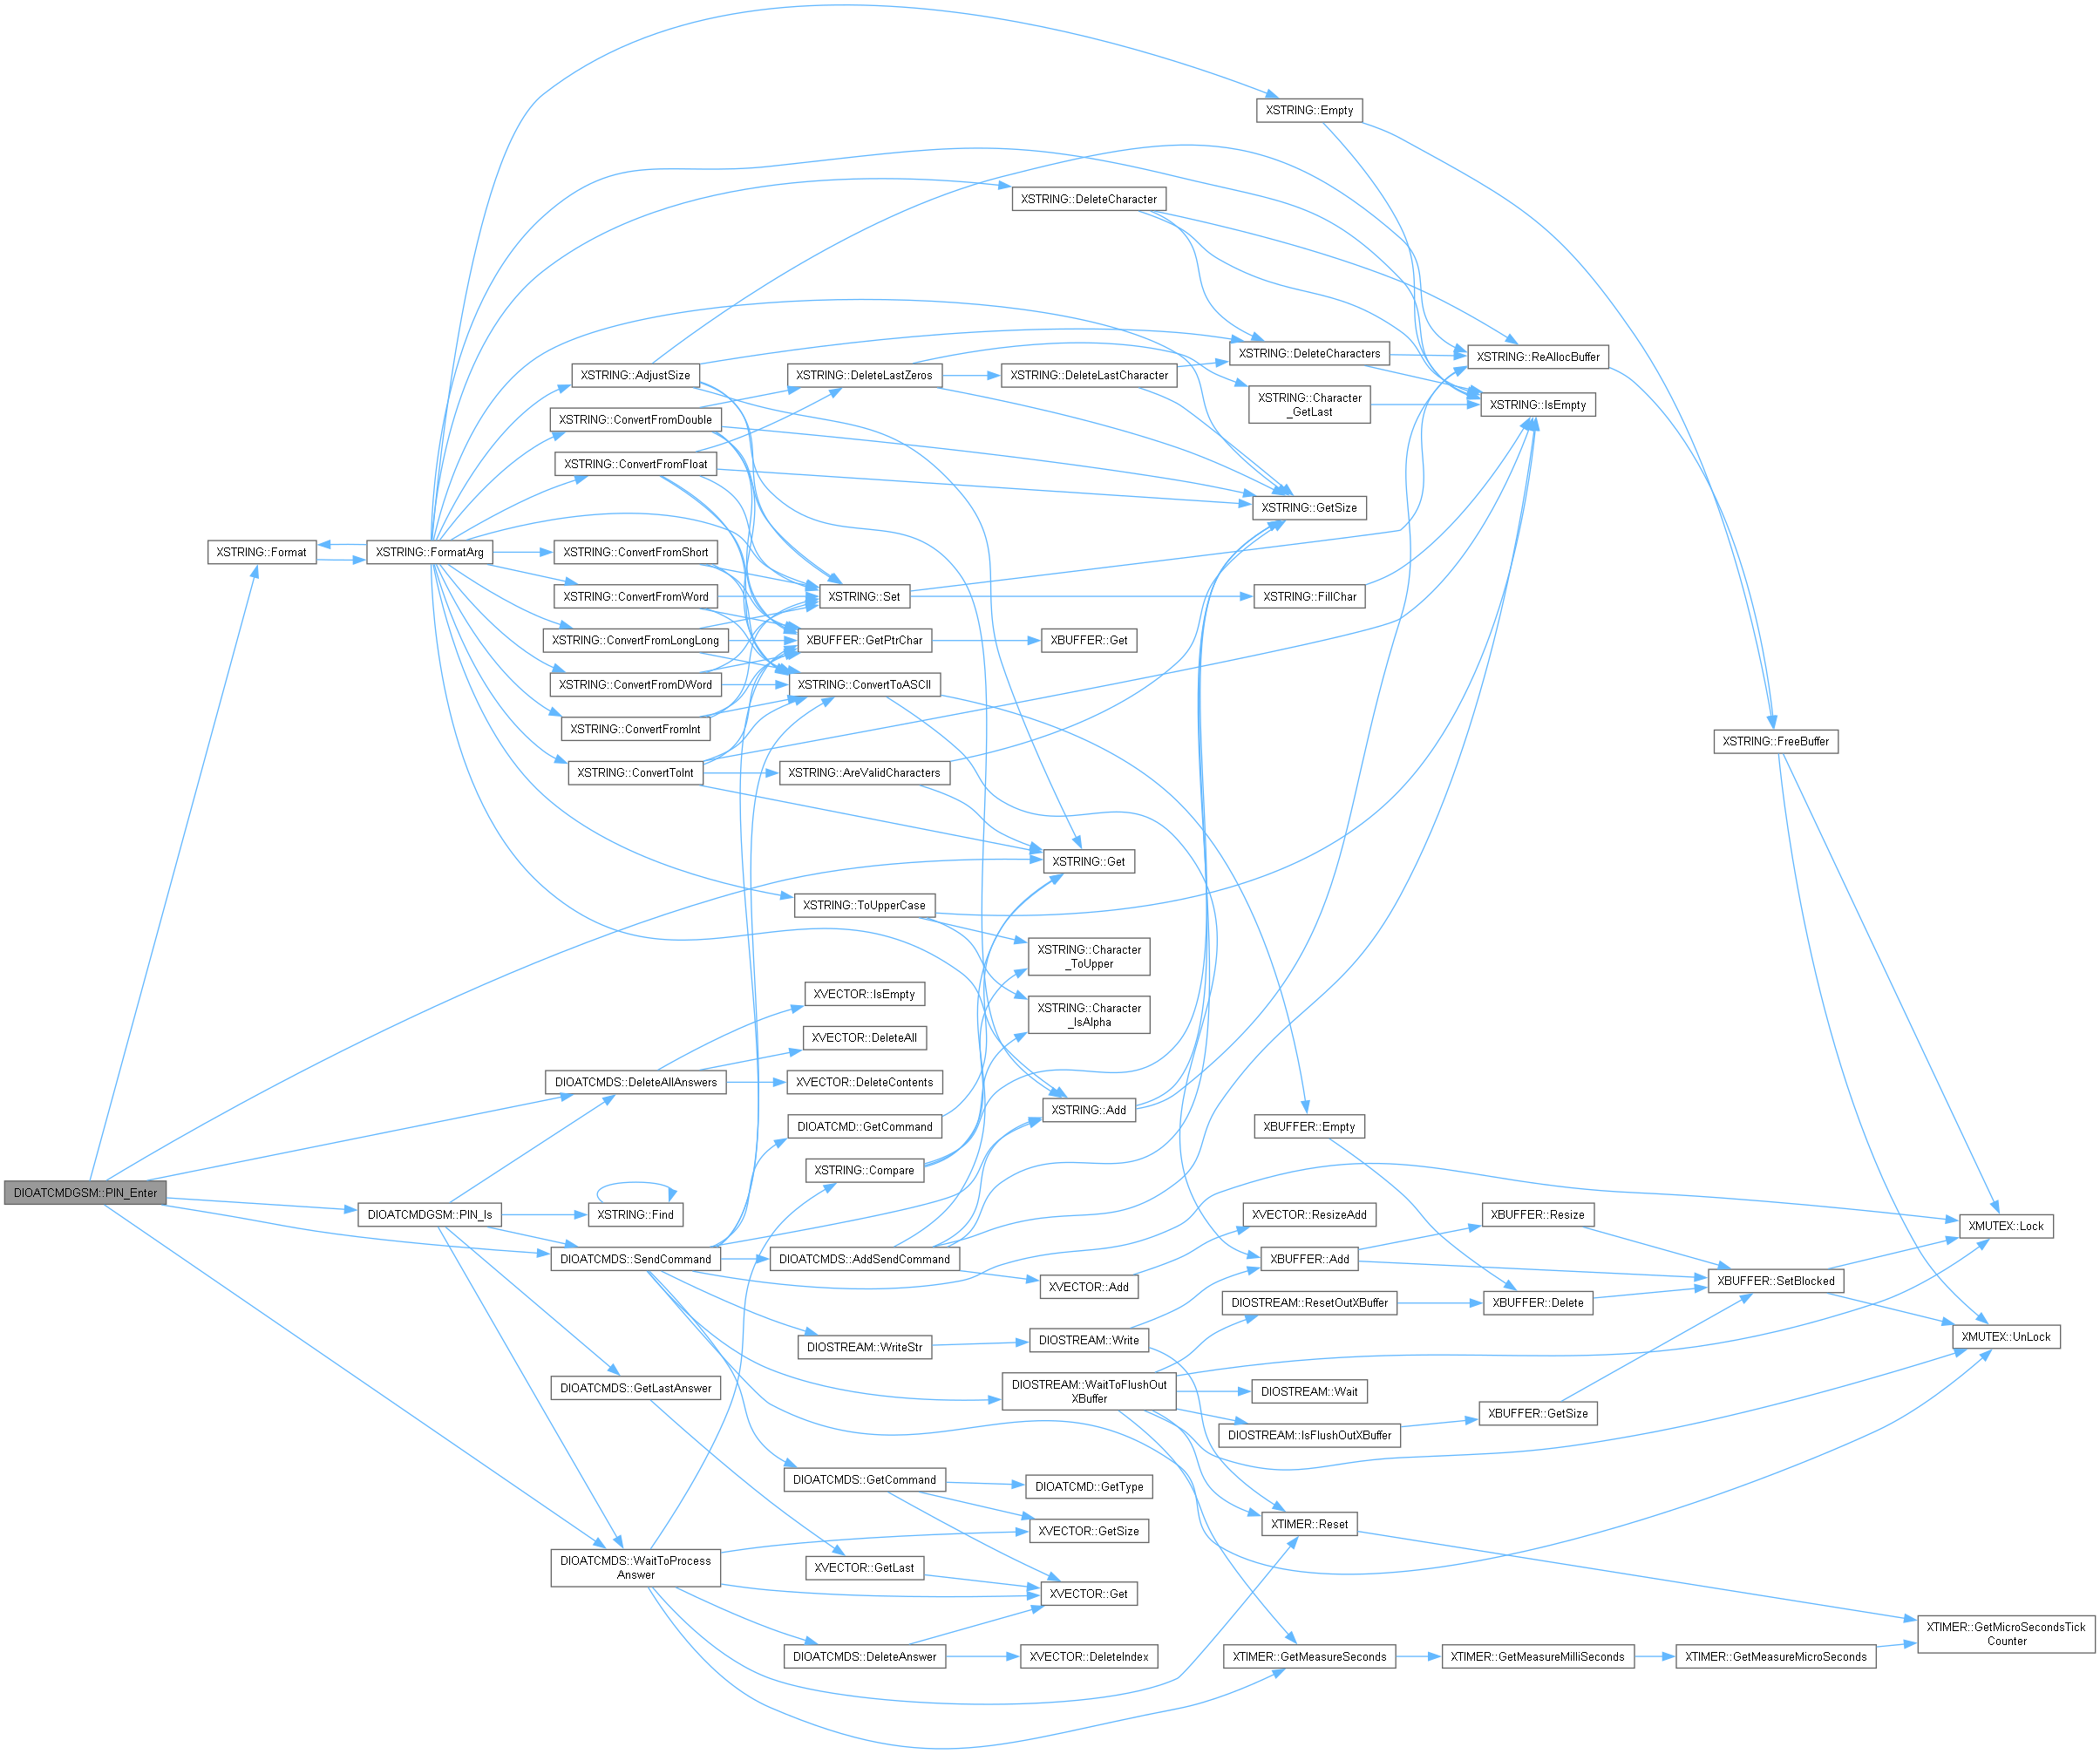 XSTRING::Empty
XSTRING::DeleteCharacter
XSTRING::DeleteCharacters
XSTRING::ReAllocBuffer
XSTRING::AdjustSize
XSTRING::DeleteLastZeros
XSTRING::DeleteLastCharacter
XSTRING::Character
_GetLast
XSTRING::IsEmpty
XSTRING::ConvertFromDouble
XSTRING::ConvertFromFloat
XSTRING::GetSize
XSTRING::Format
XSTRING::FormatArg
XSTRING::ConvertFromShort
XSTRING::ConvertFromWord
XSTRING::Set
XSTRING::FillChar
XSTRING::ConvertFromLongLong
XBUFFER::GetPtrChar
XBUFFER::Get
XSTRING::ConvertFromDWord
XSTRING::ConvertToASCII
XSTRING::ConvertFromInt
XSTRING::FreeBuffer
XSTRING::ConvertToInt
XSTRING::AreValidCharacters
XSTRING::Get
XSTRING::ToUpperCase
XSTRING::Character
_ToUpper
XVECTOR::IsEmpty
XSTRING::Character
_IsAlpha
XVECTOR::DeleteAll
DIOATCMDS::DeleteAllAnswers
XVECTOR::DeleteContents
XSTRING::Add
DIOATCMD::GetCommand
XBUFFER::Empty
XSTRING::Compare
DIOATCMDGSM::PIN_Enter
DIOATCMDGSM::PIN_Is
XSTRING::Find
XVECTOR::ResizeAdd
XBUFFER::Resize
XMUTEX::Lock
DIOATCMDS::SendCommand
DIOATCMDS::AddSendCommand
XBUFFER::Add
XVECTOR::Add
XBUFFER::SetBlocked
DIOSTREAM::ResetOutXBuffer
XBUFFER::Delete
DIOSTREAM::WriteStr
DIOSTREAM::Write
XMUTEX::UnLock
DIOATCMDS::GetLastAnswer
DIOSTREAM::WaitToFlushOut
XBuffer
DIOSTREAM::Wait
XBUFFER::GetSize
DIOSTREAM::IsFlushOutXBuffer
DIOATCMDS::GetCommand
DIOATCMD::GetType
XVECTOR::GetSize
XTIMER::Reset
DIOATCMDS::WaitToProcess
Answer
XVECTOR::GetLast
XVECTOR::Get
XTIMER::GetMicroSecondsTick
Counter
DIOATCMDS::DeleteAnswer
XVECTOR::DeleteIndex
XTIMER::GetMeasureSeconds
XTIMER::GetMeasureMilliSeconds
XTIMER::GetMeasureMicroSeconds